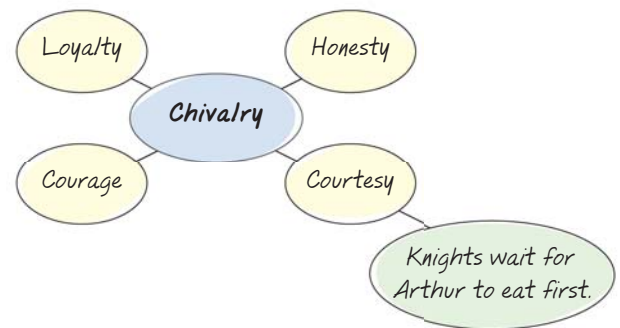 Loyalty
Honesty
Chivalry
Courage
Courtesy
Knights wait for
Arthur to eat first.